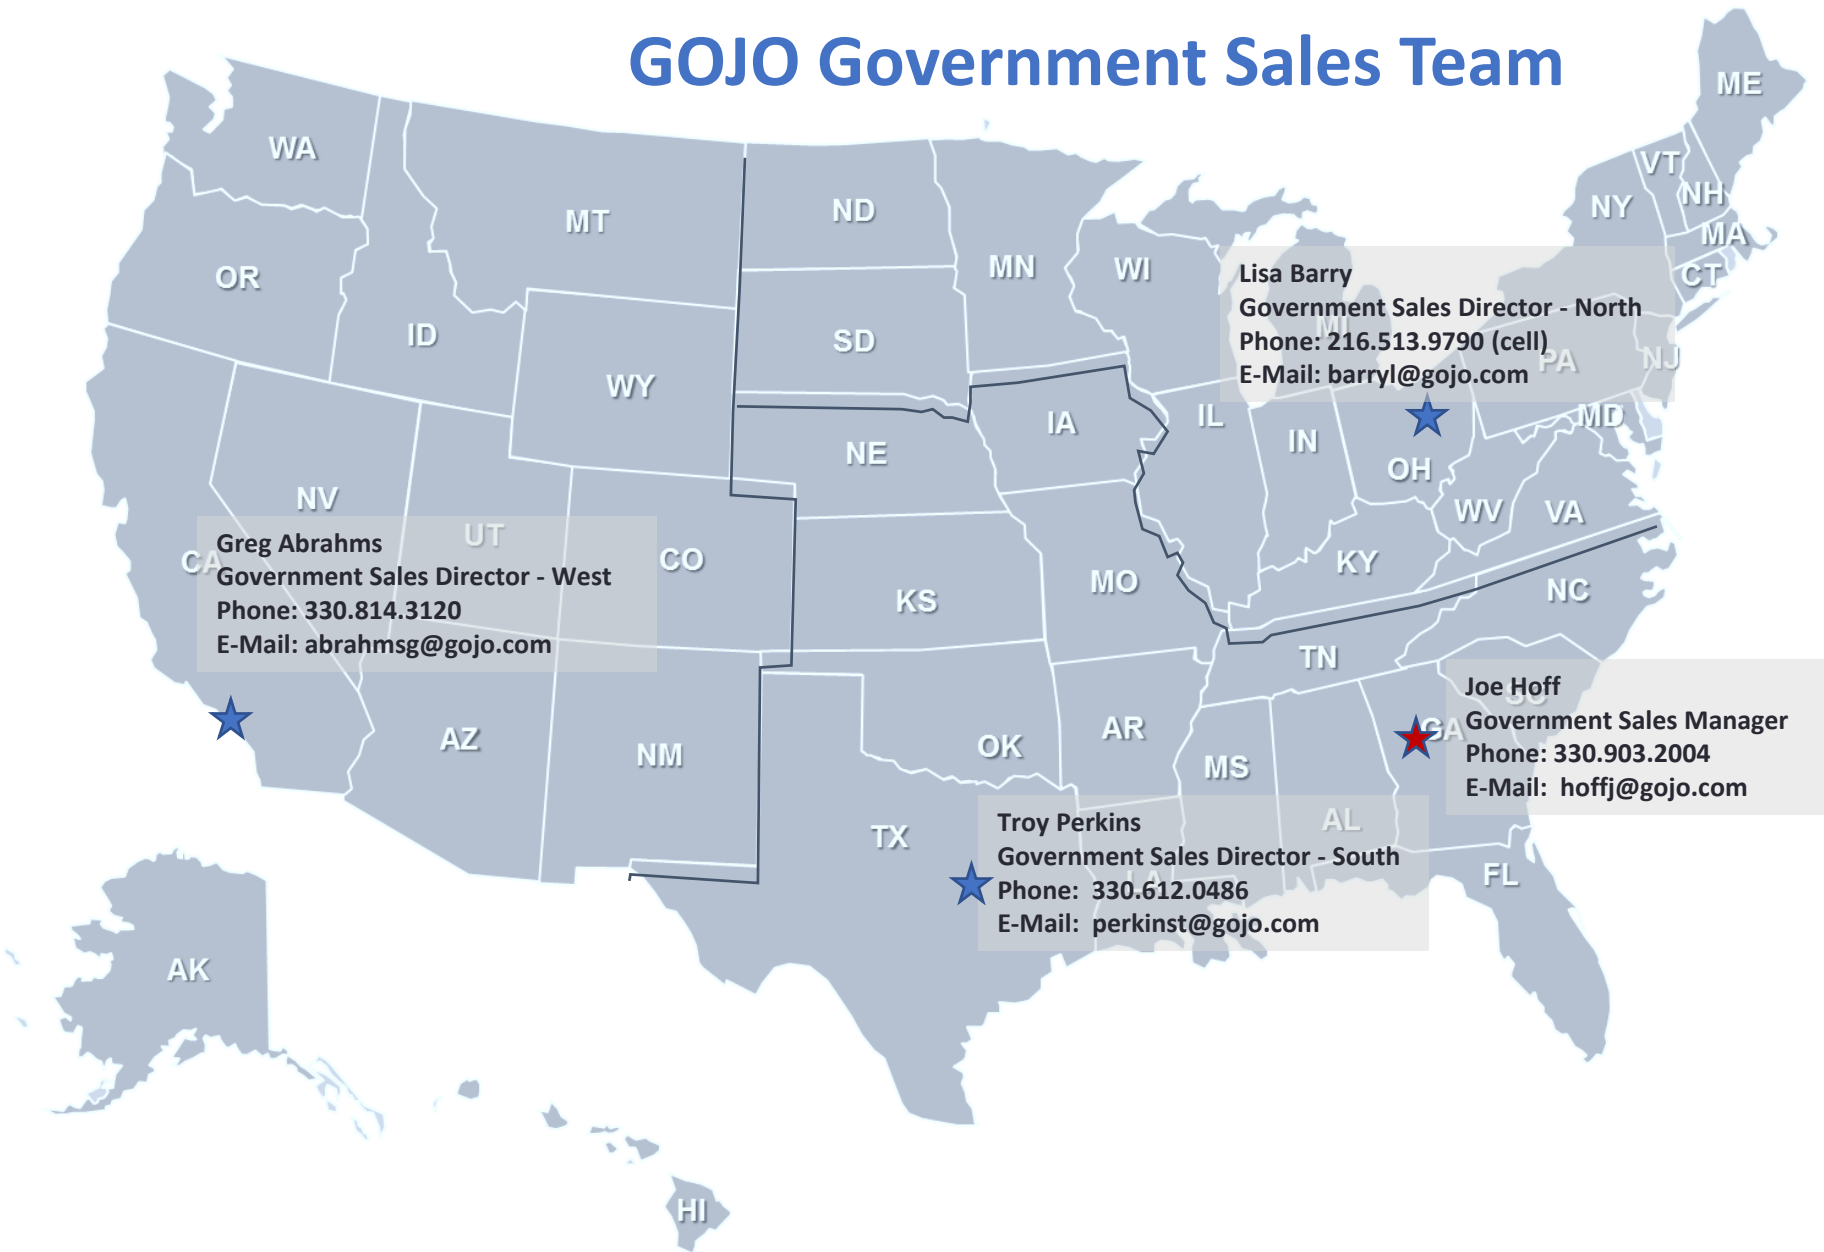 GOJO Government Sales Team
ME
WA
VT
NH
MT
ND
NY
MA
OR
MN
WI
CT
Lisa Barry
Government Sales Director - North
MI
Phone: 216.513.9790 (cell)
E-Mail: barryl@gojo.com
PA
NJ
ID
SD
WY
IA
IL
IN
MD
NE
OH
NV
WV
VA
UT
CA
CO
KY
Greg Abrahms
Government Sales Director - West
Phone: 330.814.3120
E-Mail: abrahmsg@gojo.com
MO
NC
KS
TN
Joe Hoff
SC
Government Sales Manager
Phone: 330.903.2004
E-Mail: hoffj@gojo.com
GA
AZ
NM
OK
AR
MS
TX
AL
Troy Perkins
Government Sales Director - South
LA
Phone: 330.612.0486
E-Mail: perkinst@gojo.com
FL
AK
HI